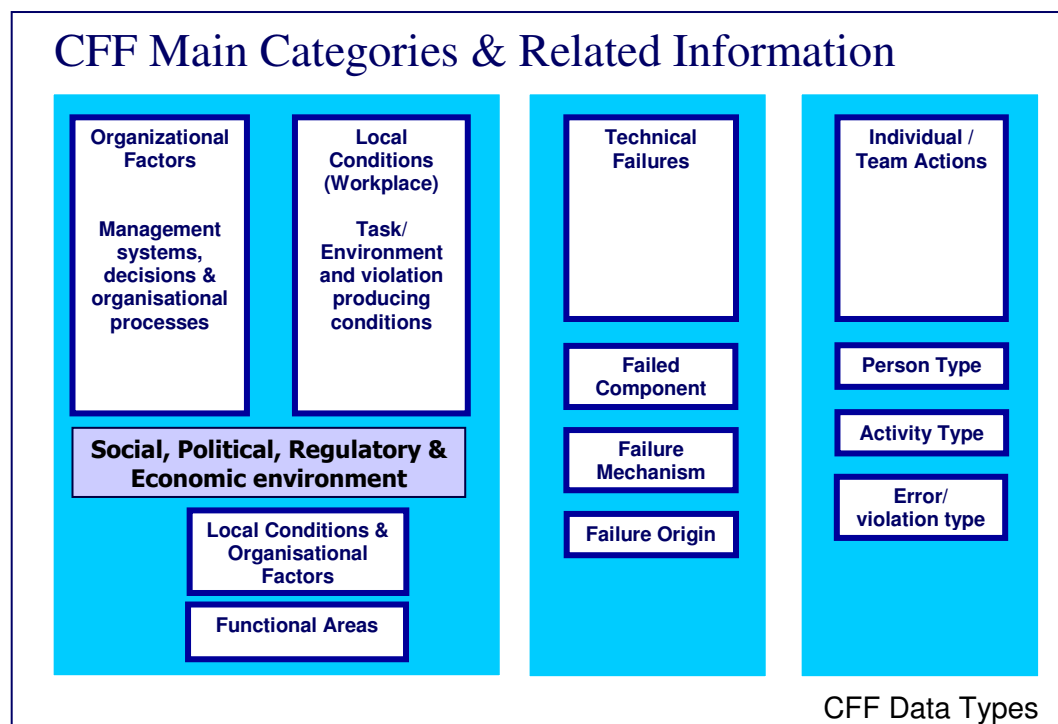 CFF Main Categories & Related Information
Organizational
Factors
Management
systems,
decisions &
organisational
processes
Local
Conditions
(Workplace)
Task/
Environment
and violation
producing
conditions
Social, Political, Regulatory &
Economic environment
Local Conditions &
Organisational
Factors
Functional Areas
Technical
Failures
Failed
Component
Failure
Mechanism
Failure Origin
Individual /
Team Actions
Person Type
Activity Type
Error/
violation type
CFF Data Types